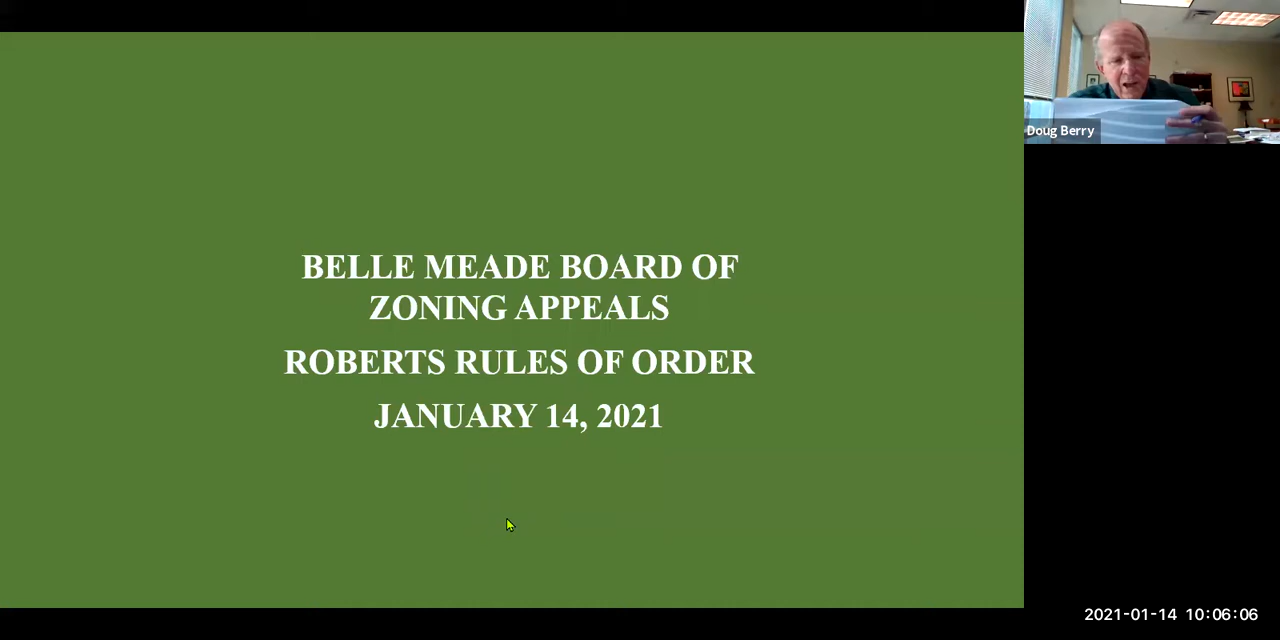 BELLE MEADE BOARD OF
ZONING APPEALS
ROBERTS RULES OF ORDER
JANUARY 14, 2021
Doug Berry
2021-01-14 10:06:06